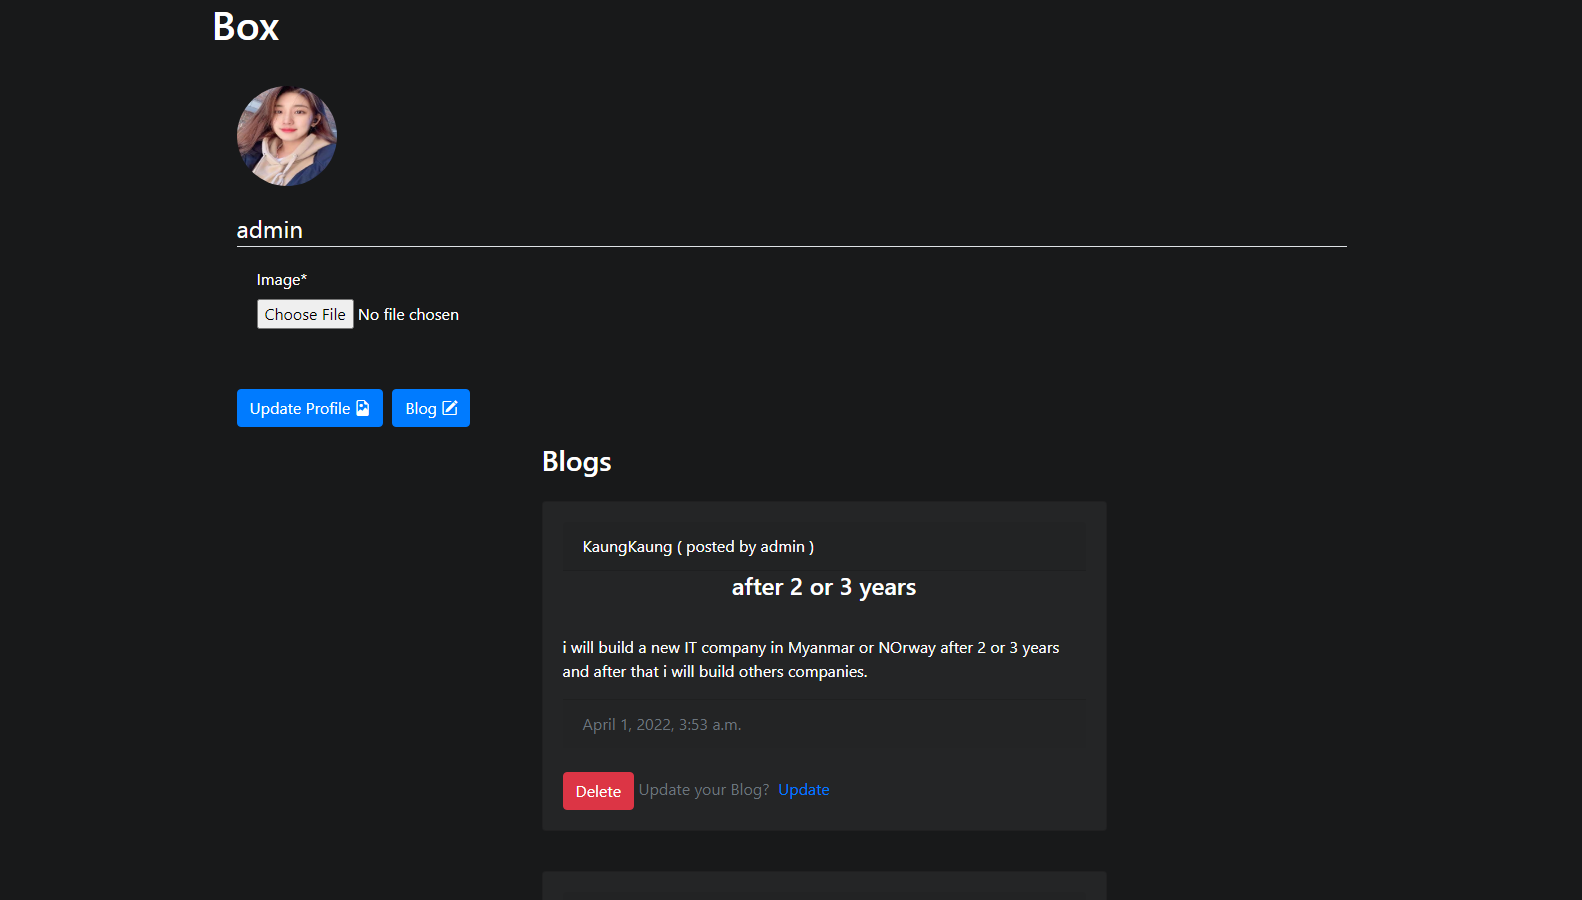 Box
admin
Image*
Choose File No file chosen
Update Profile Blog
Blogs
KaungKaung ( posted by admin )
after 2 or 3 years
i will build a new IT company in Myanmar or NOrway after 2 or 3 years
and after that i will build others companies.
April 1, 2022, 3:53 a.m.
Delete Update your Blog? Update